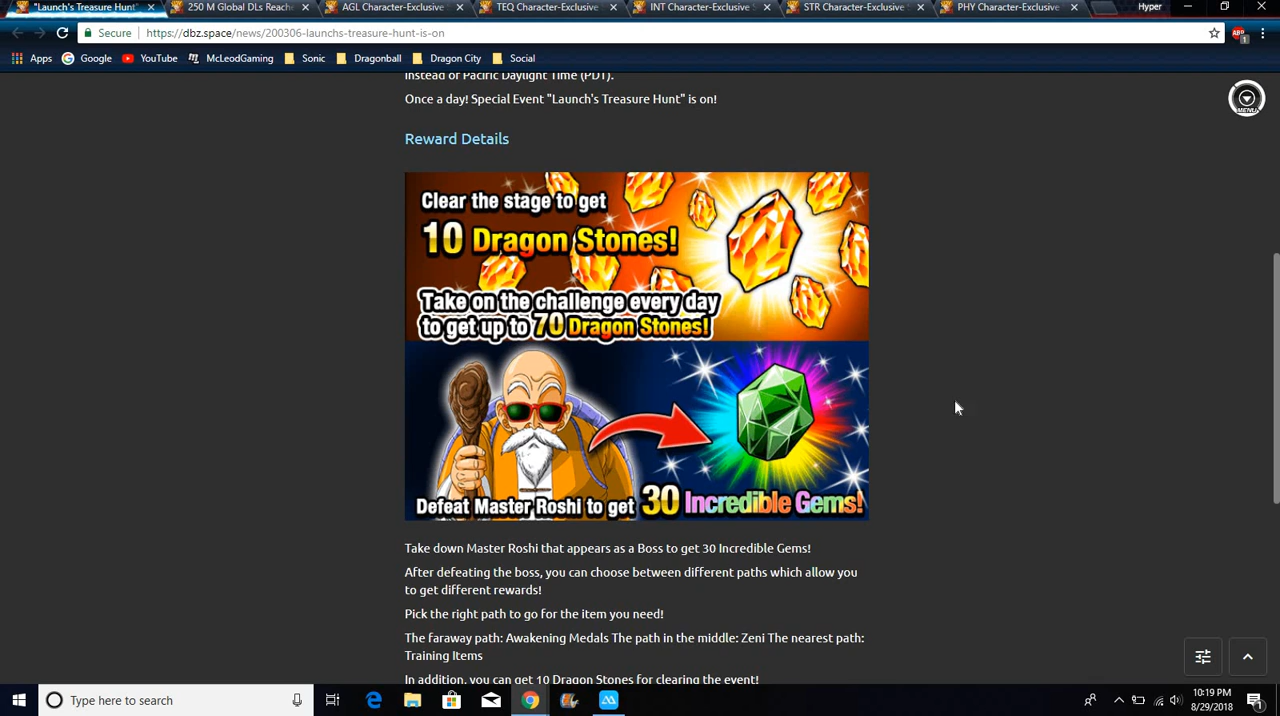 "Launch's Treasure Hunt"
250 M Global DLs Reache
AGL Character-Exclusive
TEQ Character-Exclusive
INT Character-Exclusive S
STR Character-Exclusive S
PHY Character-Exclusive
Hyper
Secure
https://dbz.space/news/200306-launchs-treasure-hunt-is-on
ABP
1
Apps
Google
YouTube
McLeodGaming
Sonic
Dragonball
Dragon City
Social
instead of Pacific Daylight Time (PDT).
Once a day! Special Event "Launch's Treasure Hunt" is on!
MENU
Reward Details
Clear the stage to get
10 Dragon Stones!
Take on the challenge every day
to get up to 70 Dragon Stones!
Defeat Master Roshi to get 30 Incredible Gems!
Take down Master Roshi that appears as a Boss to get 30 Incredible Gems!
After defeating the boss, you can choose between different paths which allow you
to get different rewards!
Pick the right path to go for the item you need!
The faraway path: Awakening Medals The path in the middle: Zeni The nearest path:
Training Items
In addition, you can get 10 Dragon Stones for clearing the event!
Type here to search
10:19 PM
8/29/2018
1